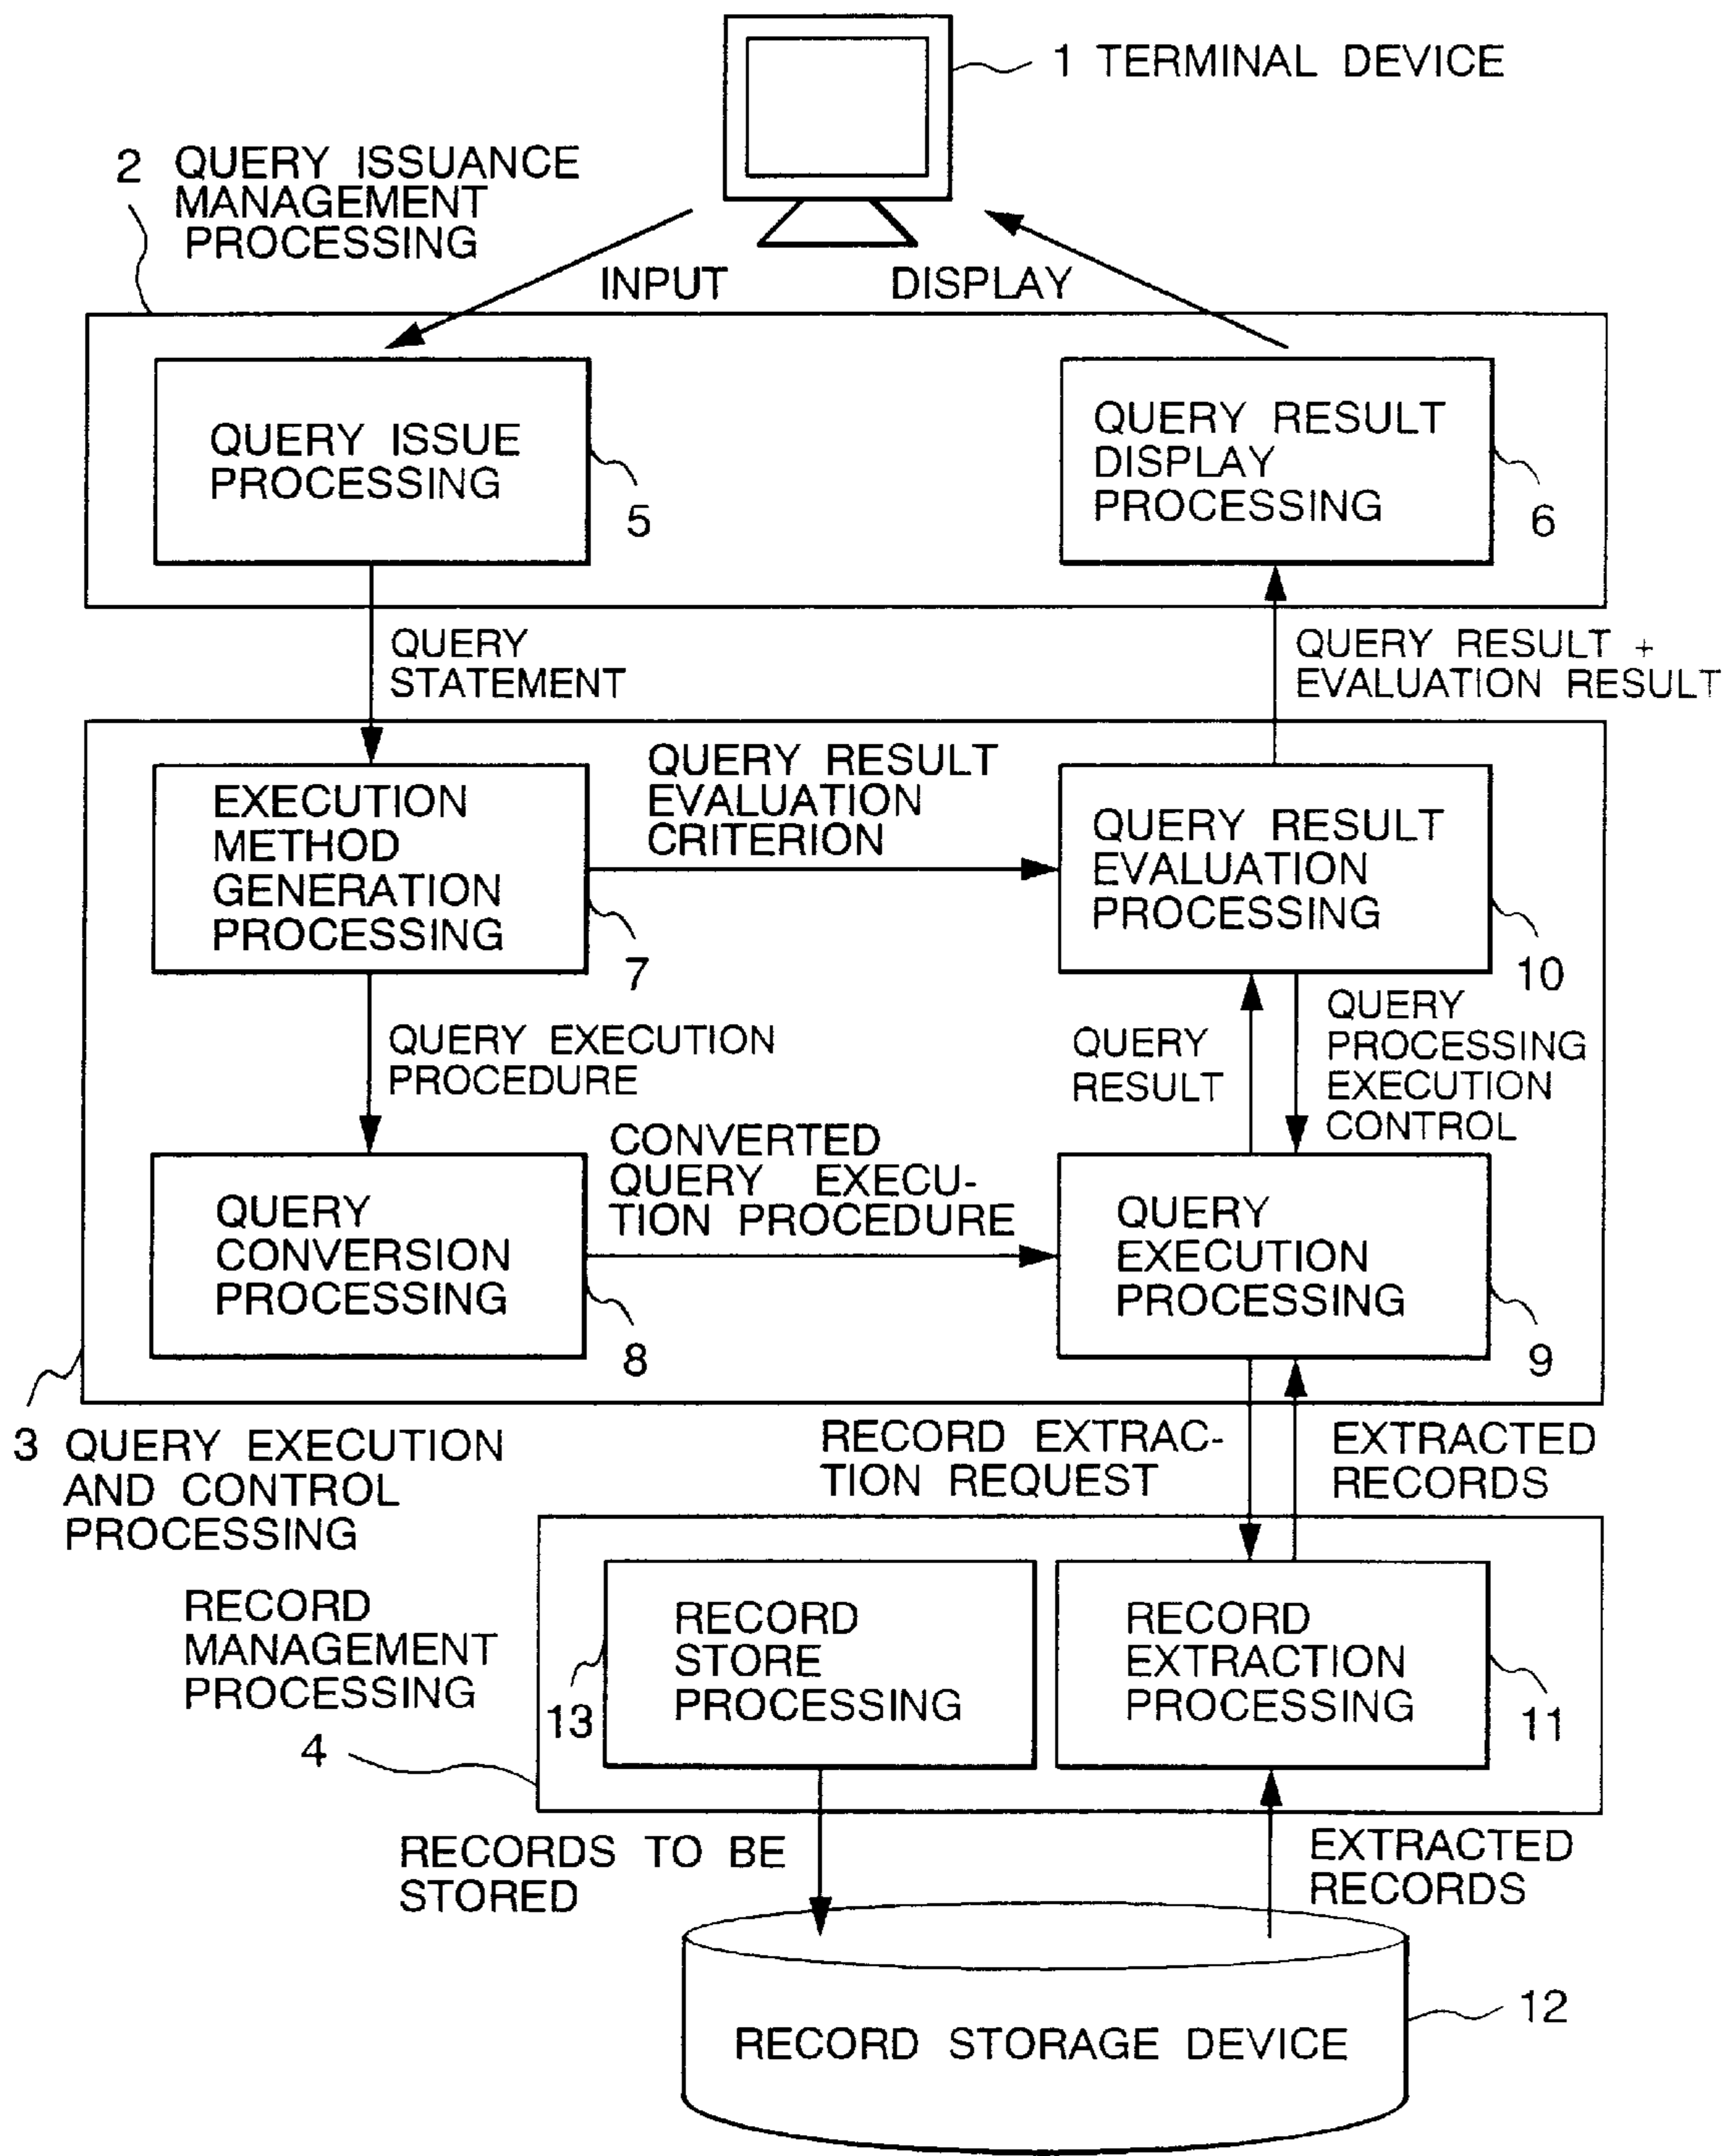 1 TERMINAL DEVICE
2 QUERY ISSUANCE
MANAGEMENT
PROCESSING
INPUT
DISPLAY
QUERY ISSUE
PROCESSING
5
QUERY RESULT
DISPLAY
PROCESSING
6
QUERY
STATEMENT
QUERY RESULT +
EVALUATION RESULT
EXECUTION
METHOD
GENERATION
PROCESSING
7
QUERY RESULT
EVALUATION
CRITERION
QUERY RESULT
EVALUATION
PROCESSING
10
QUERY EXECUTION
PROCEDURE
QUERY
RESULT
QUERY
PROCESSING
EXECUTION
CONTROL
QUERY
CONVERSION
PROCESSING
8
CONVERTED
QUERY EXECU-
TION PROCEDURE
QUERY
EXECUTION
PROCESSING
9
3 QUERY EXECUTION
AND CONTROL
PROCESSING
RECORD EXTRAC-
TION REQUEST
EXTRACTED
RECORDS
RECORD
MANAGEMENT
PROCESSING
4
13
RECORD
STORE
PROCESSING
RECORD
EXTRACTION
PROCESSING
11
RECORDS TO BE
STORED
EXTRACTED
RECORDS
RECORD STORAGE DEVICE
12